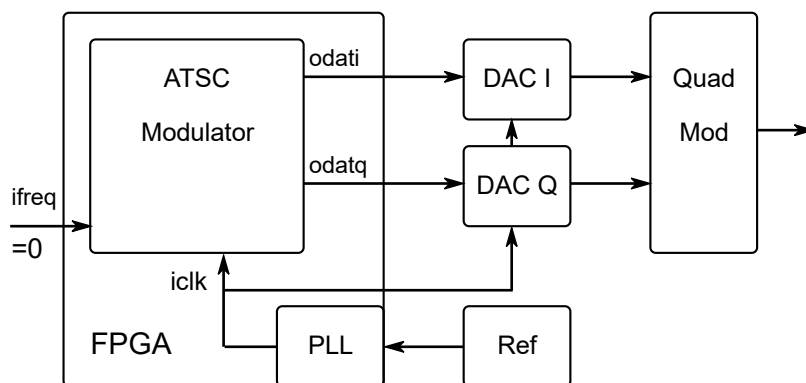 ATSC
Modulator
odati
odatq
DAC I
DAC Q
Quad
Mod
ifreq
=0
iclk
FPGA
PLL
Ref